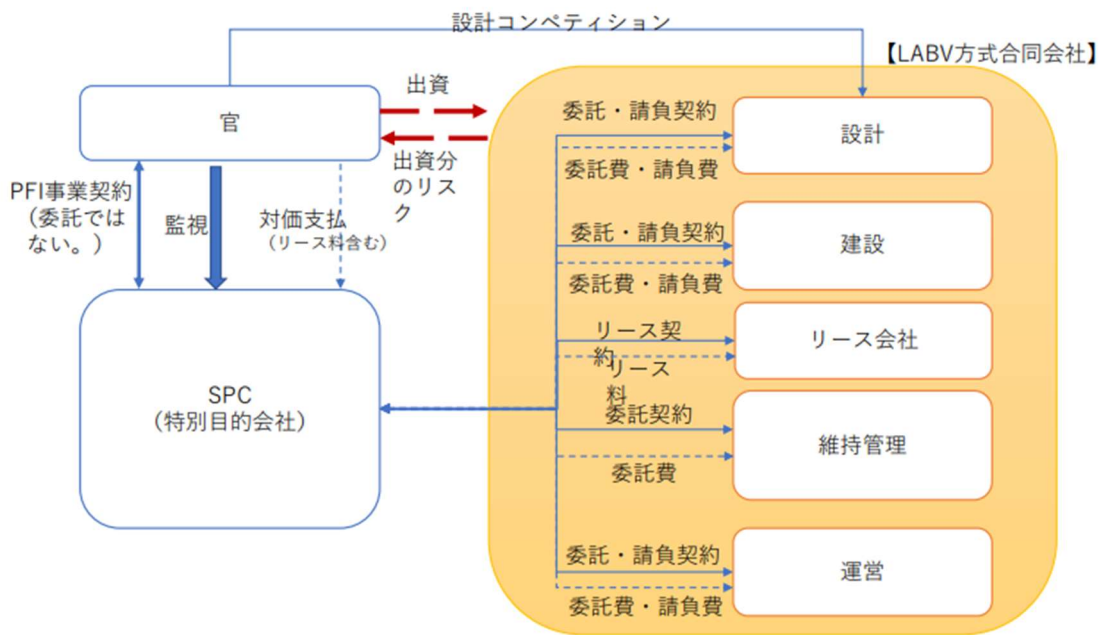 設計コンペティション
【LABV方式合同会社】
官
出資
出資分
のリス
ク
PFI事業契約
（委託では
ない。）
監視
対価支払
（リース料含む）
SPC
（特別目的会社）
委託・請負契約
委託費・請負費
設計
委託・請負契約
委託費・請負費
建設
リース契
約
リース
料
リース会社
委託契約
委託費
維持管理
委託・請負契約
委託費・請負費
運営